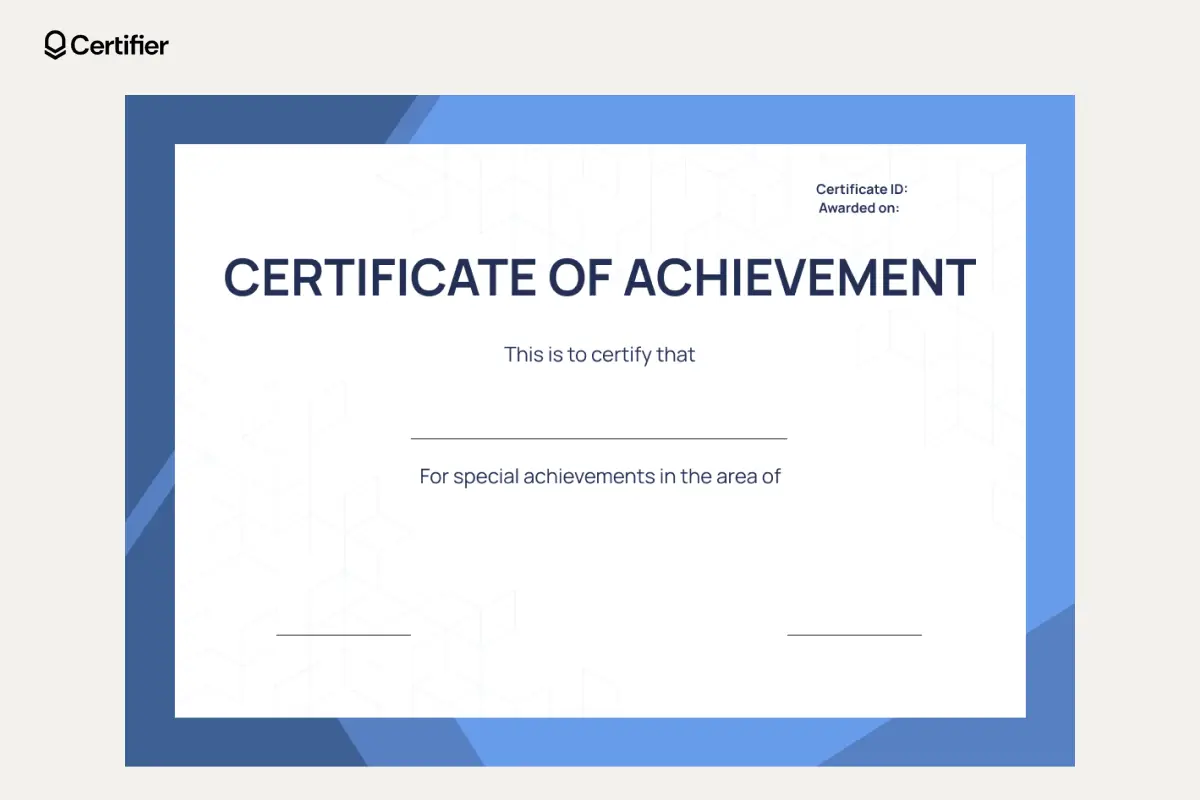 Certifier
Certificate ID:
Awarded on:
CERTIFICATE OF ACHIEVEMENT
This is to certify that
For special achievements in the area of